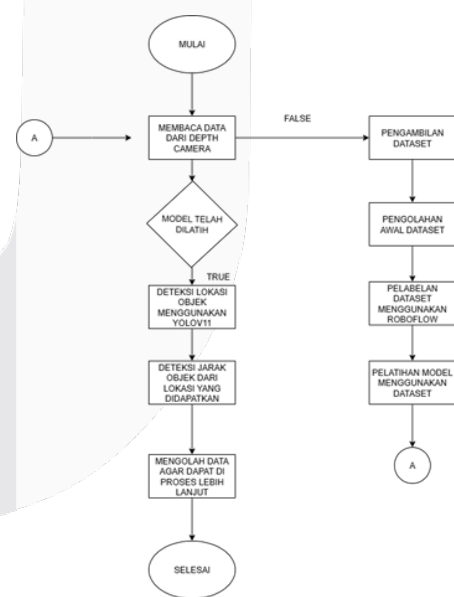 MULAI
A
MEMBACA DATA
DARI DEPTH
CAMERA
FALSE
PENGAMBILAN
DATASET
MODEL TELAH
DILATIH
PENGOLAHAN
AWAL DATASET
TRUE
DETEKSI LOKASI
OBJEK
MENGGUNAKAN
YOLOV11
PELABELAN
DATASET
MENGGUNAKAN
ROBOFLOW
DETEKSI JARAK
OBJEK DARI
LOKASI YANG
DIDAPATKAN
PELATIHAN MODEL
MENGGUNAKAN
DATASET
MENGOLAH DATA
AGAR DAPAT DI
PROSES LEBIH
LANJUT
A
SELESAI